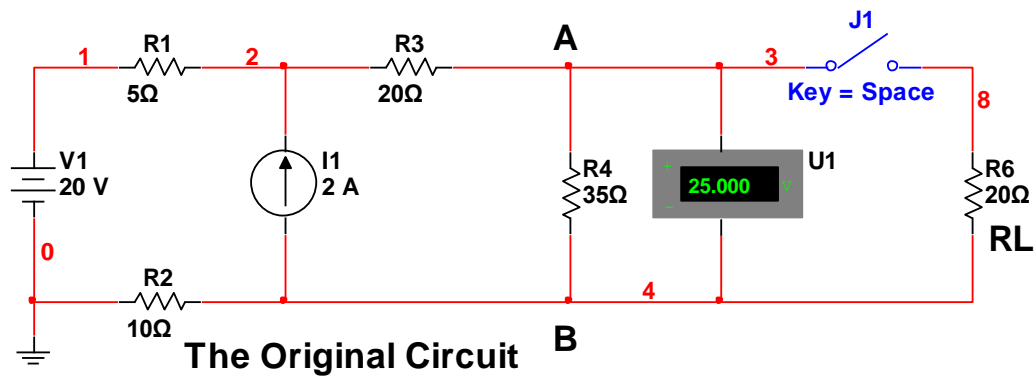 J1
A
R1
R3
1
2
3
5Ω
20Ω
Key = Space
8
V1
20 V
I1
2 A
R4
35Ω
+
25.000
V
–
U1
R6
20Ω
RL
0
R2
4
10Ω
B
The Original Circuit